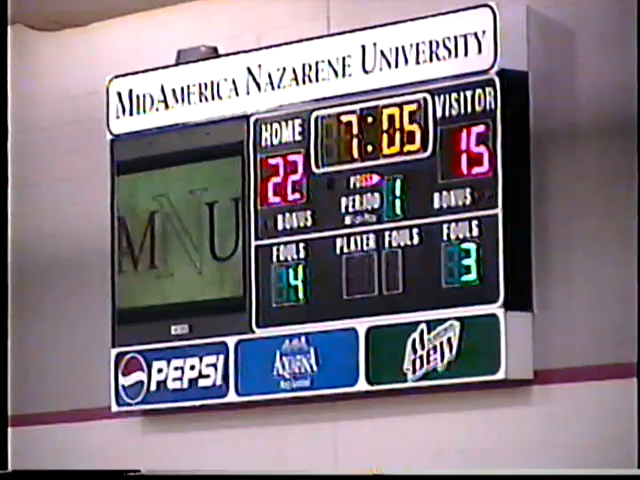 MIDAMERICA NAZARENE UNIVERSITY
HOME 7:05 VISITOR
22 15
POSS
PERIOD 1
BONUS BONUS
FOULS PLAYER FOULS FOULS
4 3
MNU
PEPSI
AQUAFINA
Mtn
Dew